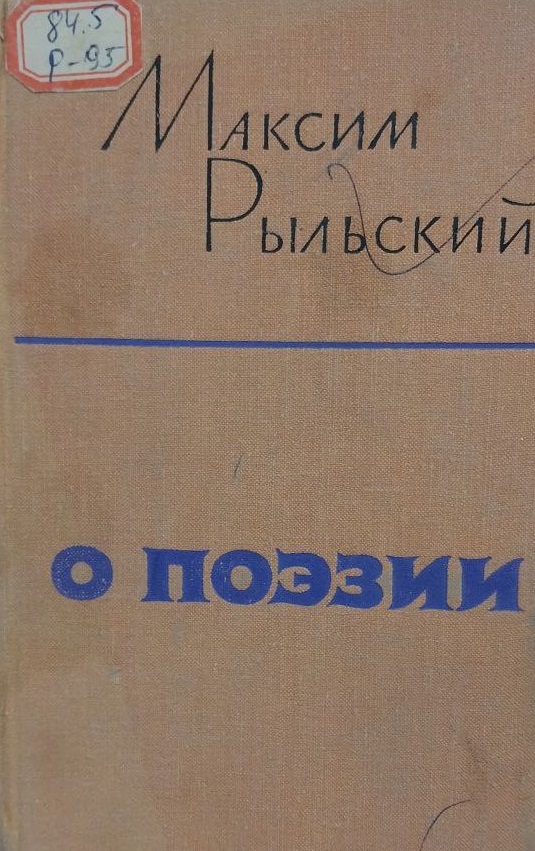 84.5
р-95
Максим
Рыльский
О ПОЭЗИИ